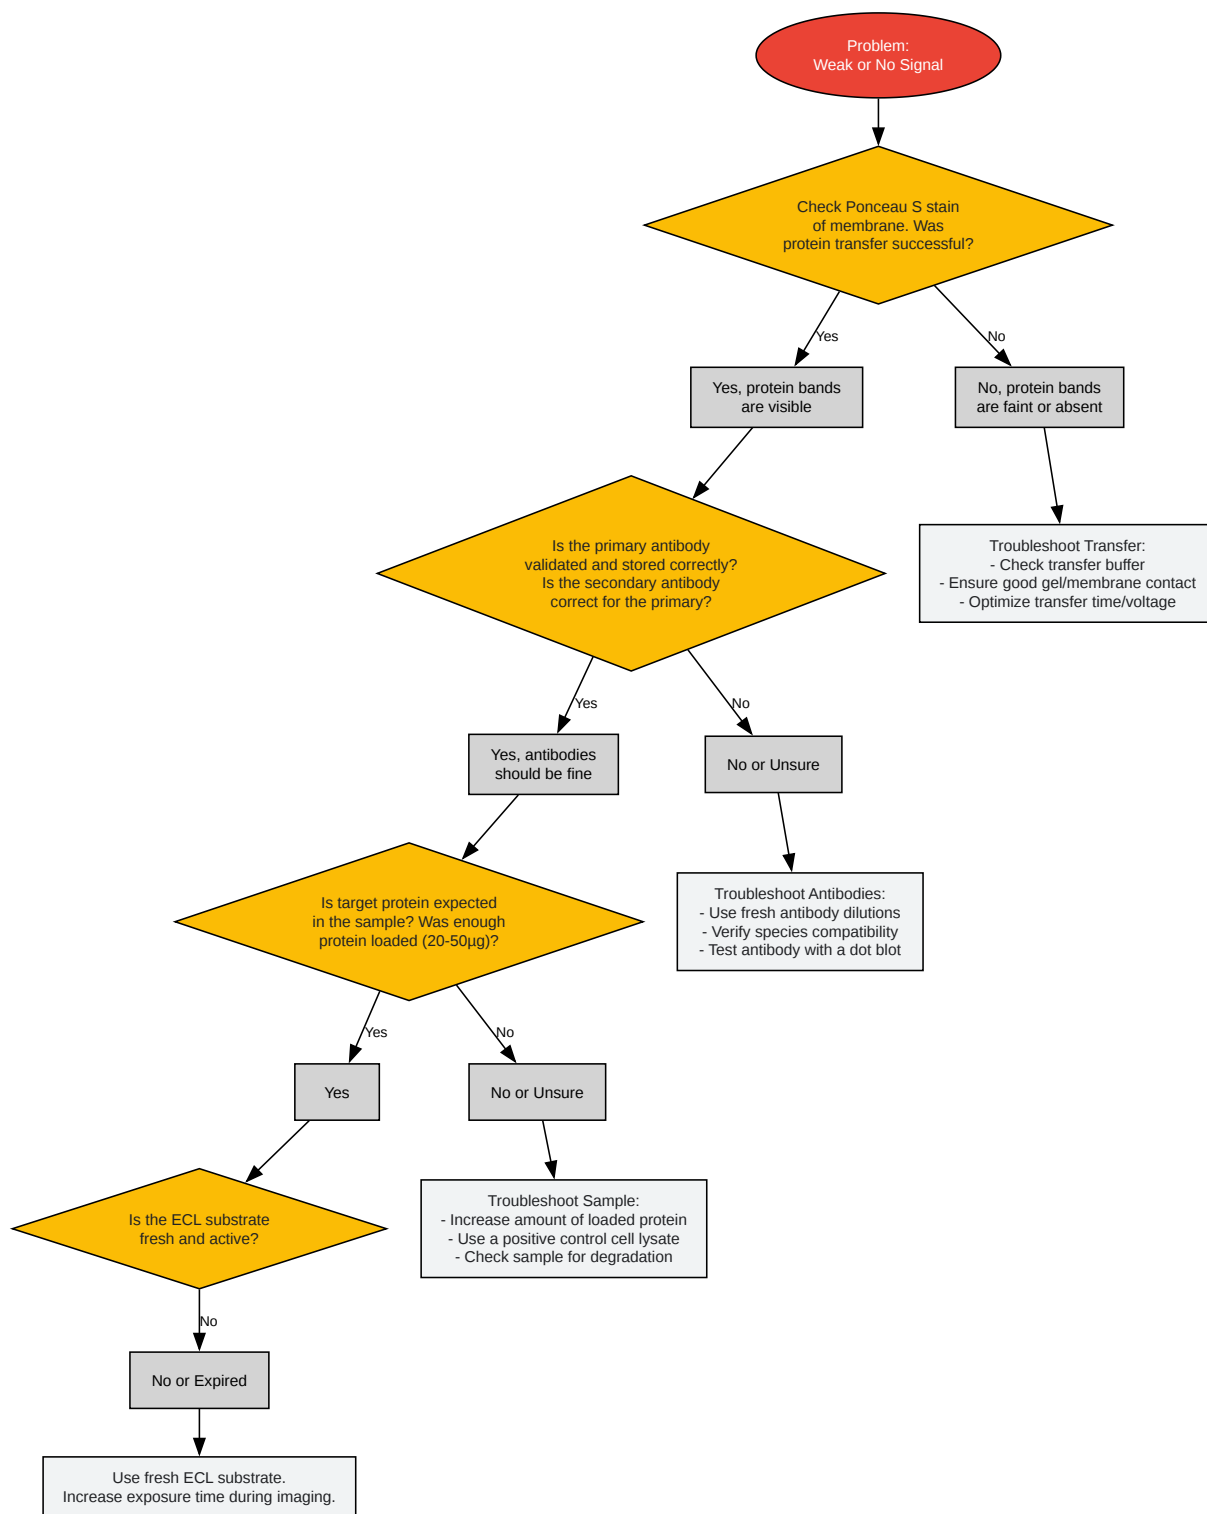 Problem:
Weak or No Signal
Check Ponceau S stain
of membrane. Was
protein transfer successful?
Yes
No
Yes, protein bands
are visible
No, protein bands
are faint or absent
Is the primary antibody
validated and stored correctly?
Is the secondary antibody
correct for the primary?
Troubleshoot Transfer:
- Check transfer buffer
- Ensure good gel/membrane contact
- Optimize transfer time/voltage
Yes
No
Yes, antibodies
should be fine
No or Unsure
Is target protein expected
in the sample? Was enough
protein loaded (20-50µg)?
Troubleshoot Antibodies:
- Use fresh antibody dilutions
- Verify species compatibility
- Test antibody with a dot blot
Yes
No
Yes
No or Unsure
Is the ECL substrate
fresh and active?
Troubleshoot Sample:
- Increase amount of loaded protein
- Use a positive control cell lysate
- Check sample for degradation
No
No or Expired
Use fresh ECL substrate.
Increase exposure time during imaging.